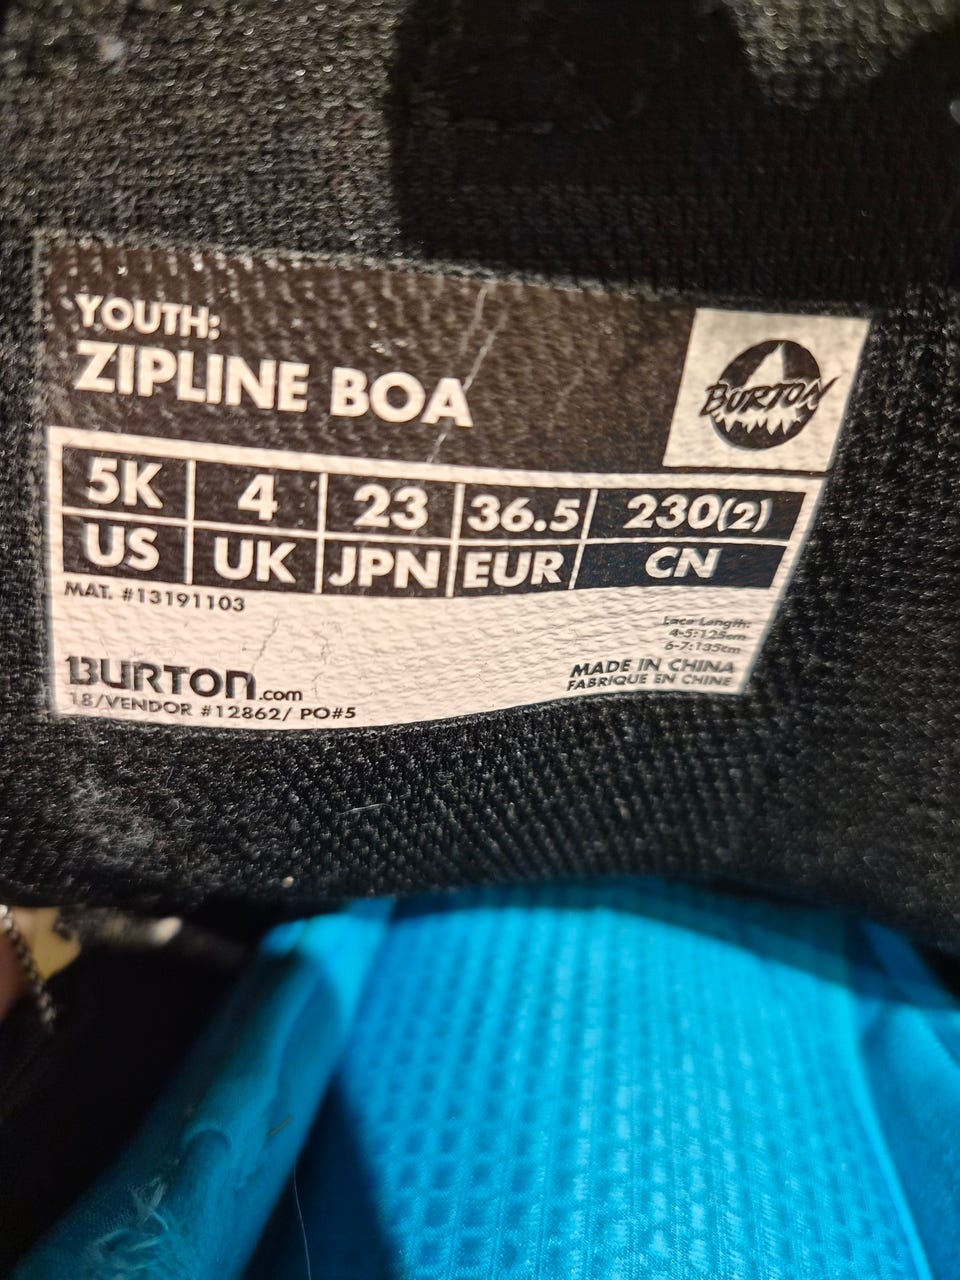 YOUTH:
ZIPLINE BOA
BURTON
5K 4 23 36.5 230(2)
US UK JPN EUR CN
MAT. #13191103
Lace Length:
4-5:125cm
6-7:135cm
BURTON.com
MADE IN CHINA
FABRIQUE EN CHINE
18/VENDOR #12862/ PO#5